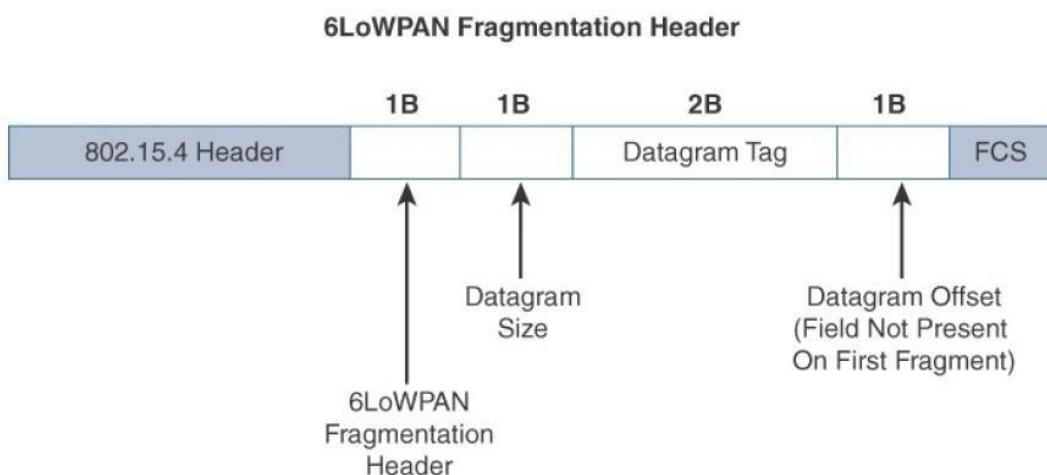 6LoWPAN Fragmentation Header
1B 1B 2B 1B
802.15.4 Header Datagram Tag FCS
Datagram
Size
Datagram Offset
(Field Not Present
On First Fragment)
6LoWPAN
Fragmentation
Header